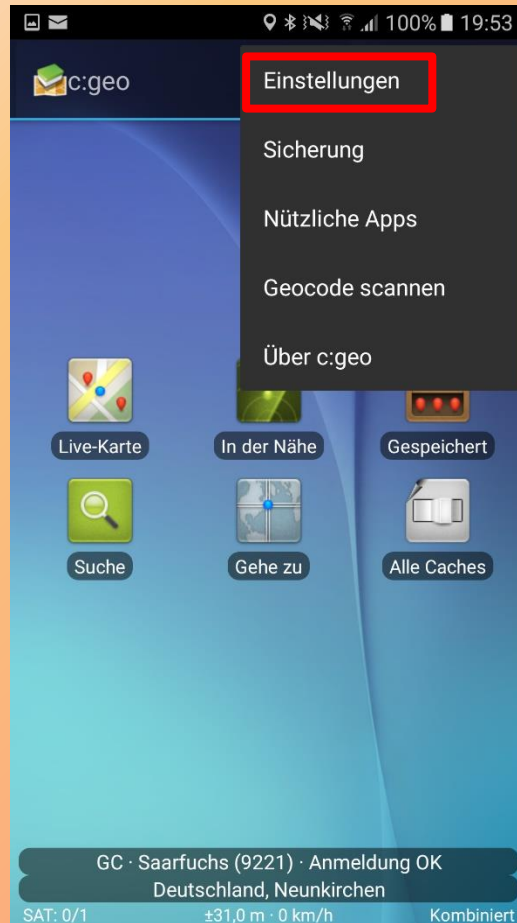 100% 19:53
c:geo
Einstellungen
Sicherung
Nützliche Apps
Geocode scannen
Über c:geo
Live-Karte
In der Nähe
Gespeichert
Suche
Gehe zu
Alle Caches
GC · Saarfuchs (9221) · Anmeldung OK
Deutschland, Neunkirchen
SAT: 0/1 ±31,0 m · 0 km/h Kombiniert